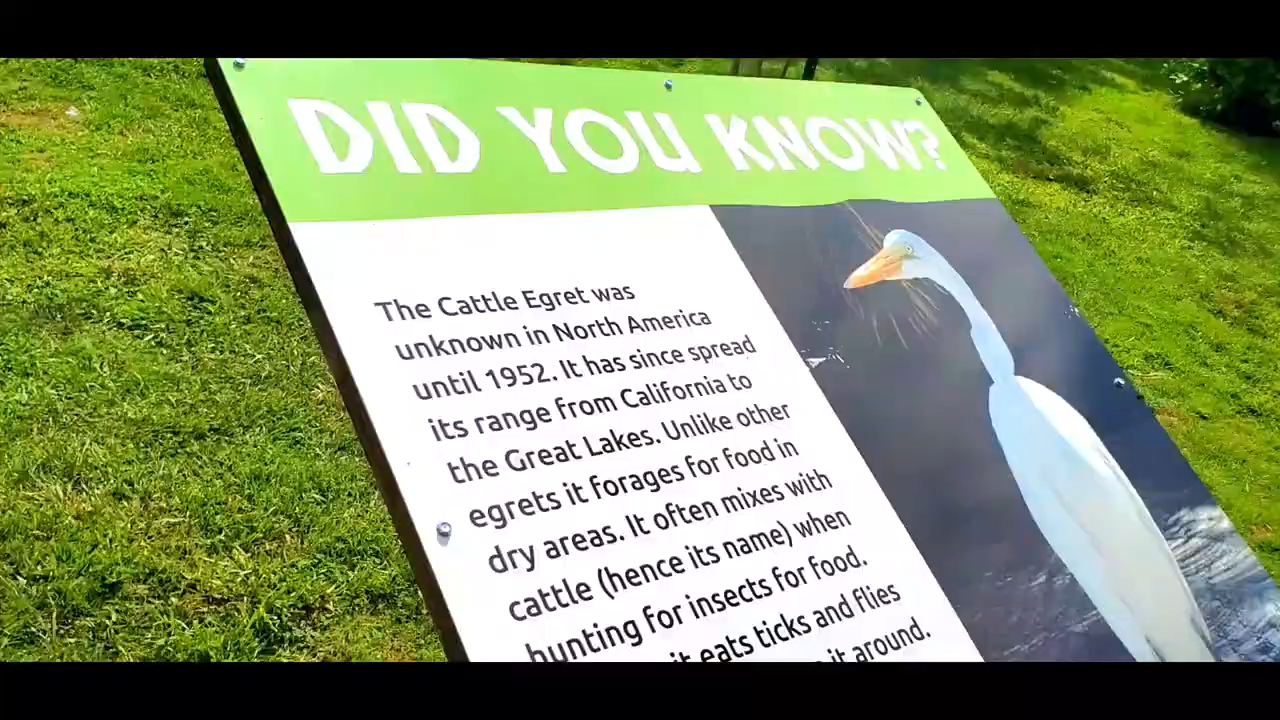 DID YOU KNOW?
The Cattle Egret was
unknown in North America
until 1952. It has since spread
its range from California to
the Great Lakes. Unlike other
egrets it forages for food in
dry areas. It often mixes with
cattle (hence its name) when
hunting for insects for food.
it eats ticks and flies
it around.